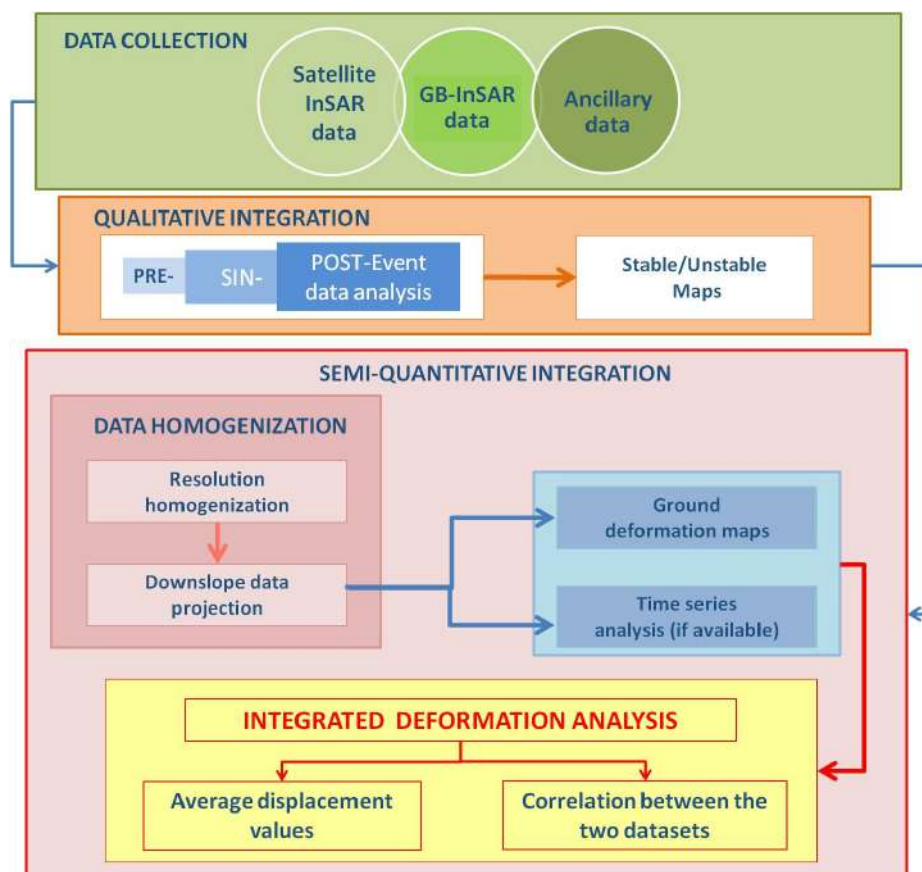 DATA COLLECTION
Satellite
InSAR
data
GB-InSAR
data
Ancillary
data
QUALITATIVE INTEGRATION
PRE-
SIN-
POST-Event
data analysis
Stable/Unstable
Maps
SEMI-QUANTITATIVE INTEGRATION
DATA HOMOGENIZATION
Resolution
homogenization
Downslope data
projection
Ground
deformation maps
Time series
analysis (if available)
INTEGRATED DEFORMATION ANALYSIS
Average displacement
values
Correlation between the
two datasets